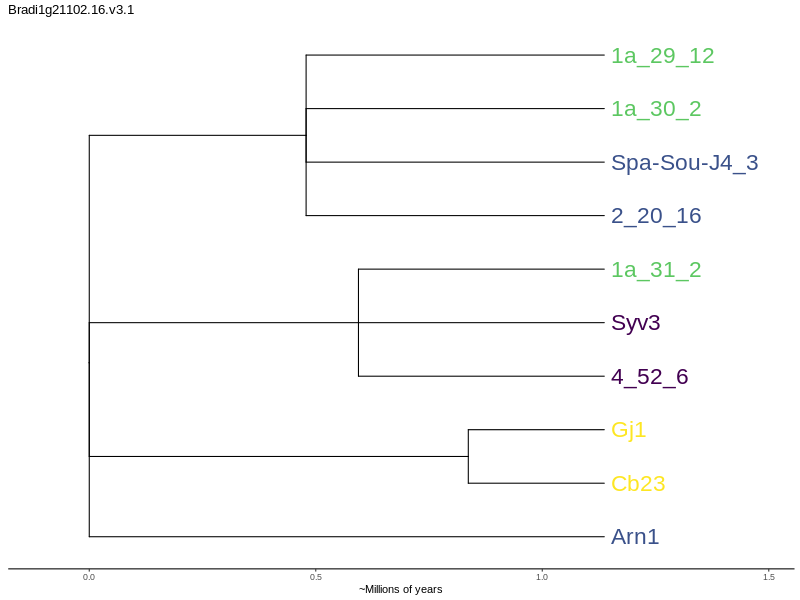 Bradi1g21102.16.v3.1
1a_29_12
1a_30_2
Spa-Sou-J4_3
2_20_16
1a_31_2
Syv3
4_52_6
Gj1
Cb23
Arn1
0.0 0.5 1.0 1.5
~Millions of years